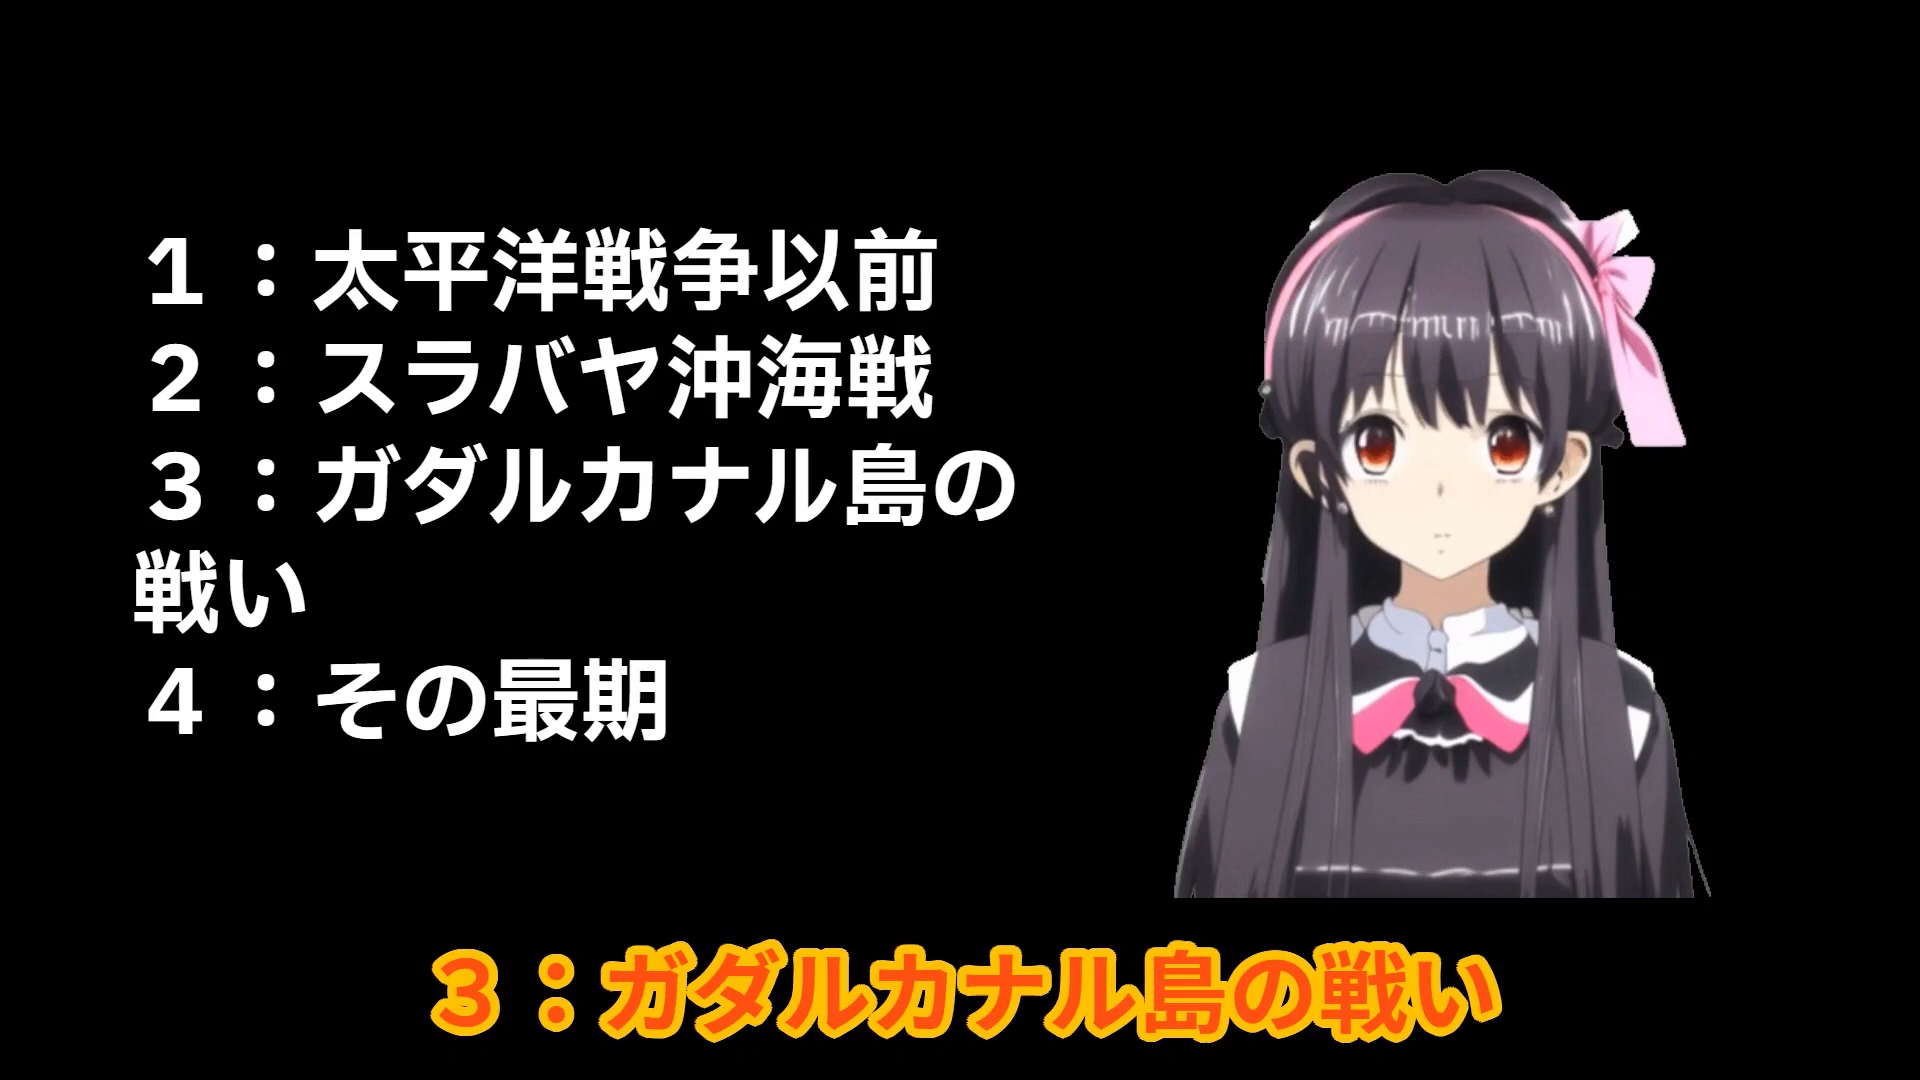 １：太平洋戦争以前
２：スラバヤ沖海戦
３：ガダルカナル島の
戦い
４：その最期
３：ガダルカナル島の戦い